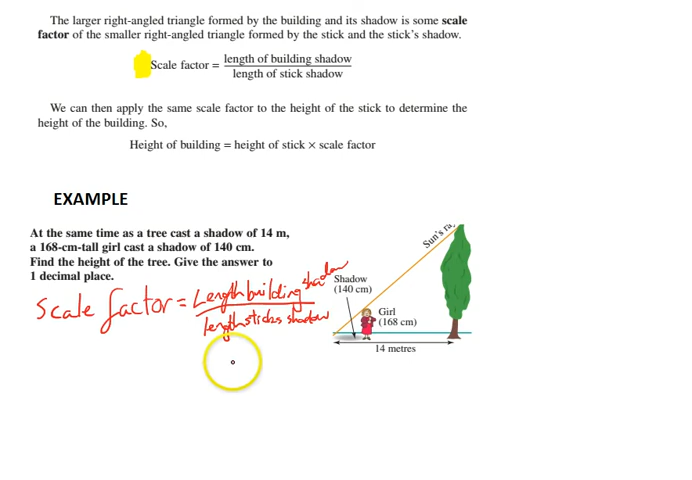 The larger right-angled triangle formed by the building and its shadow is some scale
factor of the smaller right-angled triangle formed by the stick and the stick's shadow.
Scale factor = length of building shadow
length of stick shadow
We can then apply the same scale factor to the height of the stick to determine the
height of the building. So,
Height of building = height of stick × scale factor
EXAMPLE
At the same time as a tree cast a shadow of 14 m,
a 168-cm-tall girl cast a shadow of 140 cm.
Find the height of the tree. Give the answer to
1 decimal place.
Scale factor = Length building shadow
length sticks shadow
Sun's
Shadow
(140 cm)
Girl
(168 cm)
14 metres